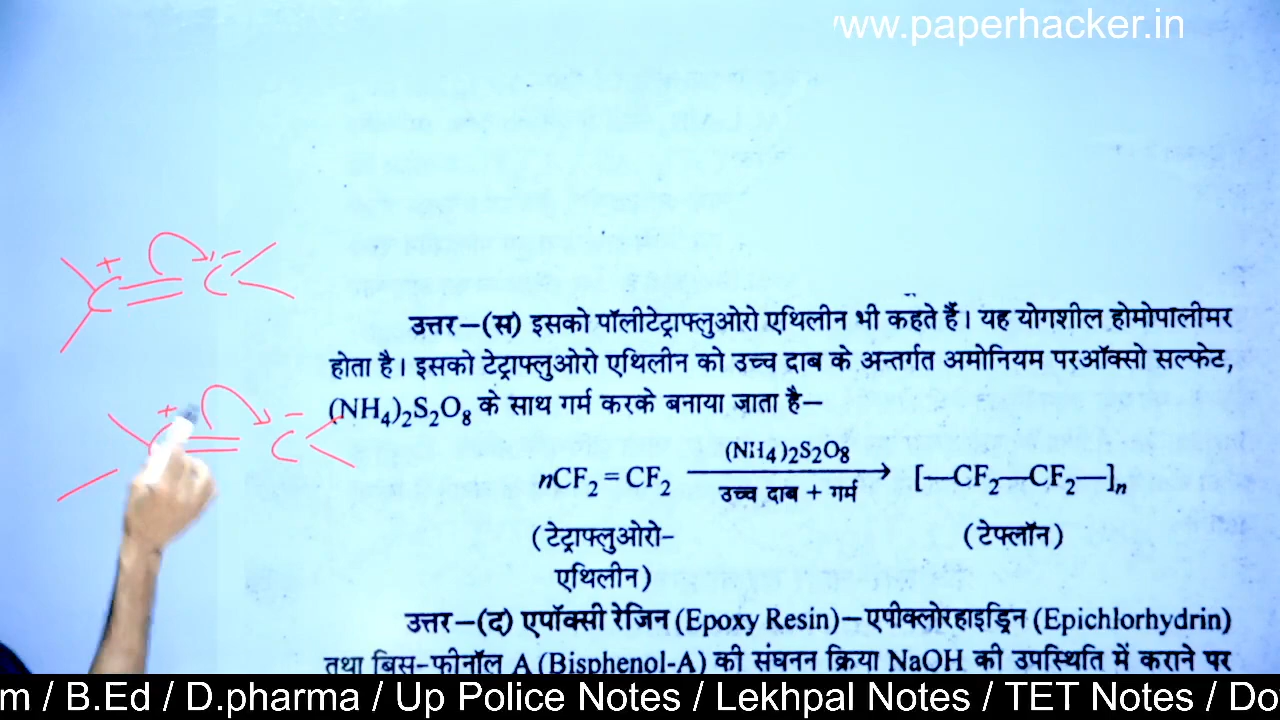 www.paperhacker.in
उत्तर–(स) इसको पॉलीटेट्राफ्लुओरो एथिलीन भी कहते हैं। यह योगशील होमोपालीमर
होता है। इसको टेट्राफ्लुओरो एथिलीन को उच्च दाब के अन्तर्गत अमोनियम परऑक्सो सल्फेट,
(NH₄)₂S₂O₈ के साथ गर्म करके बनाया जाता है–
(NH₄)₂S₂O₈
nCF₂ = CF₂ ⟶ [—CF₂—CF₂—]ₙ
उच्च दाब + गर्म
(टेट्राफ्लुओरो- (टेफ्लॉन)
एथिलीन)
उत्तर–(द) एपॉक्सी रेजिन (Epoxy Resin)–एपीक्लोरहाइड्रिन (Epichlorhydrin)
तथा बिस-फीनॉल A (Bisphenol-A) की संघनन क्रिया NaOH की उपस्थिति में कराने पर
+ C = C -
+ C = C -
m / B.Ed / D.pharma / Up Police Notes / Lekhpal Notes / TET Notes / Do